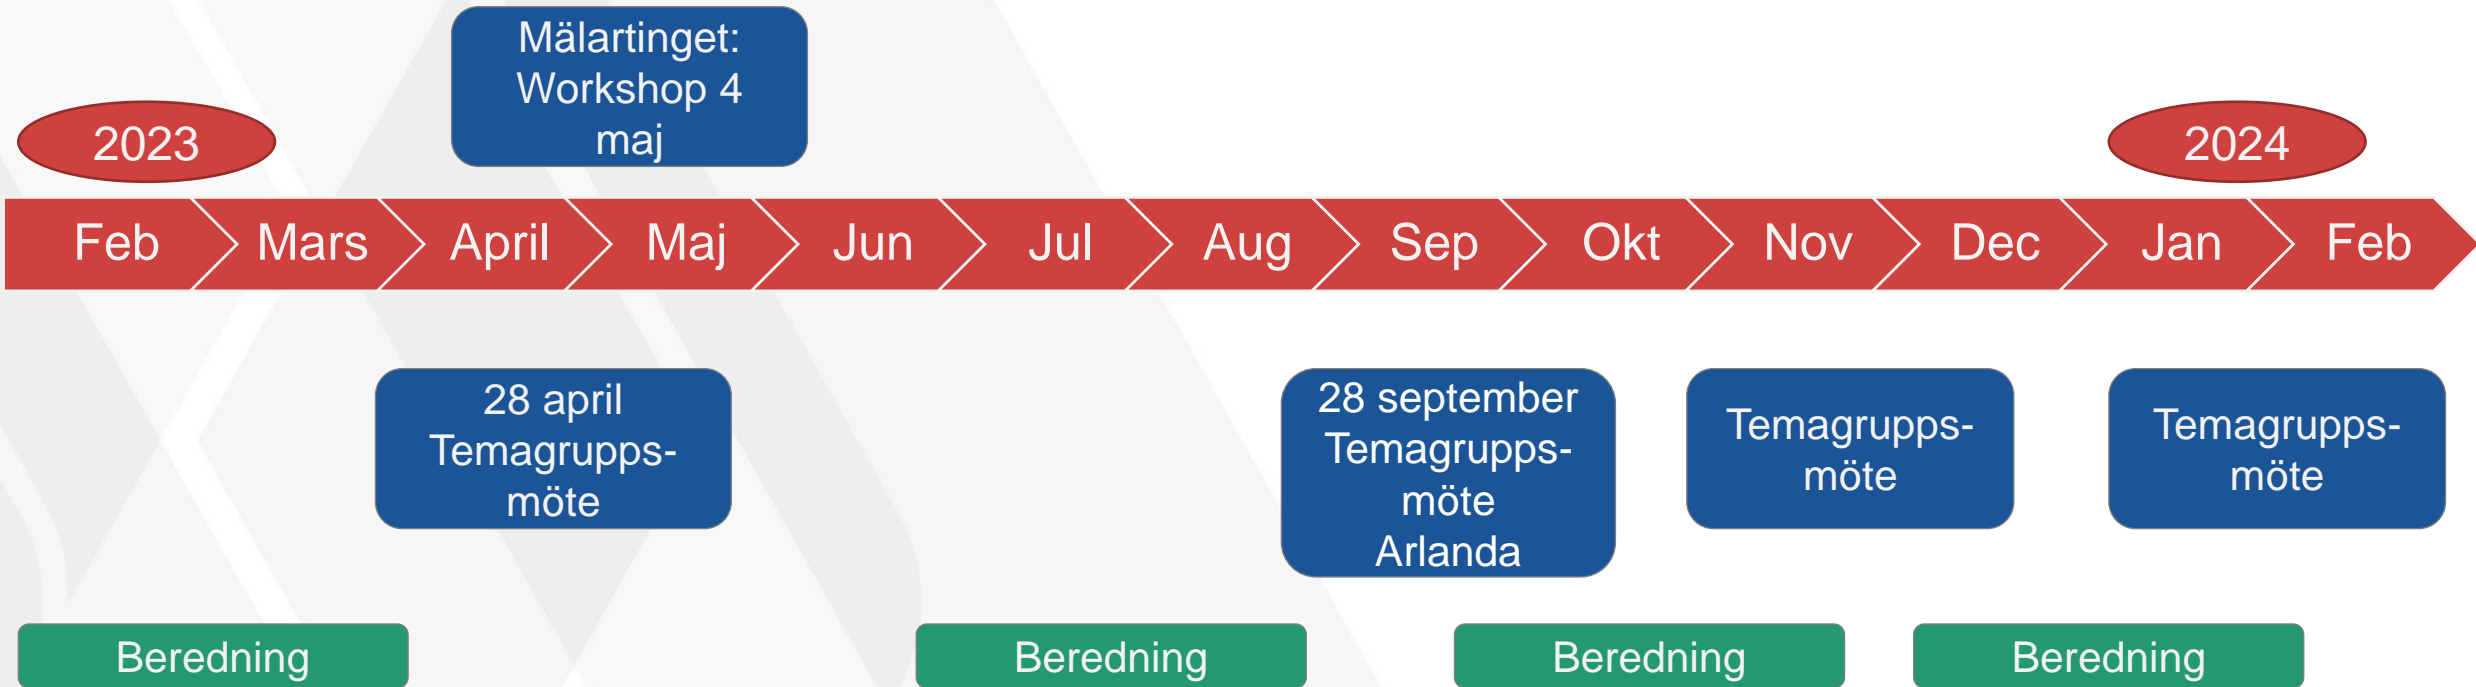 Mälartinget:
Workshop 4
maj
2023
2024
Feb Mars April Maj Jun Jul Aug Sep Okt Nov Dec Jan Feb
28 april
Temagrupps-
möte
28 september
Temagrupps-
möte
Arlanda
Temagrupps-
möte
Temagrupps-
möte
Beredning
Beredning
Beredning
Beredning